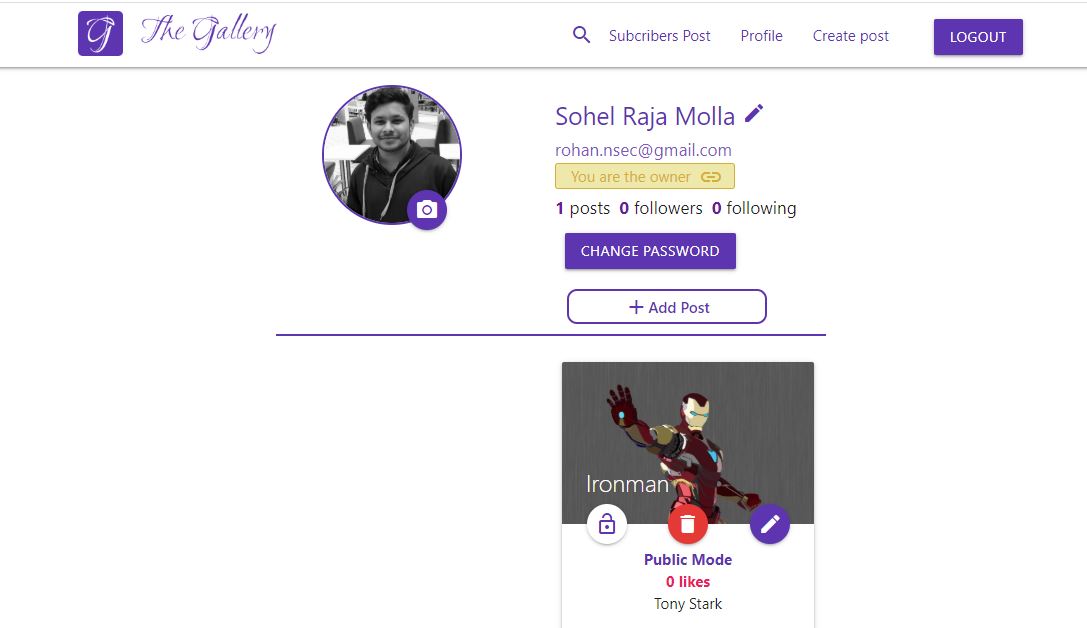 G The Gallery Subcribers Post Profile Create post LOGOUT
Sohel Raja Molla
rohan.nsec@gmail.com
You are the owner
1 posts 0 followers 0 following
CHANGE PASSWORD
+ Add Post
Ironman
Public Mode
0 likes
Tony Stark